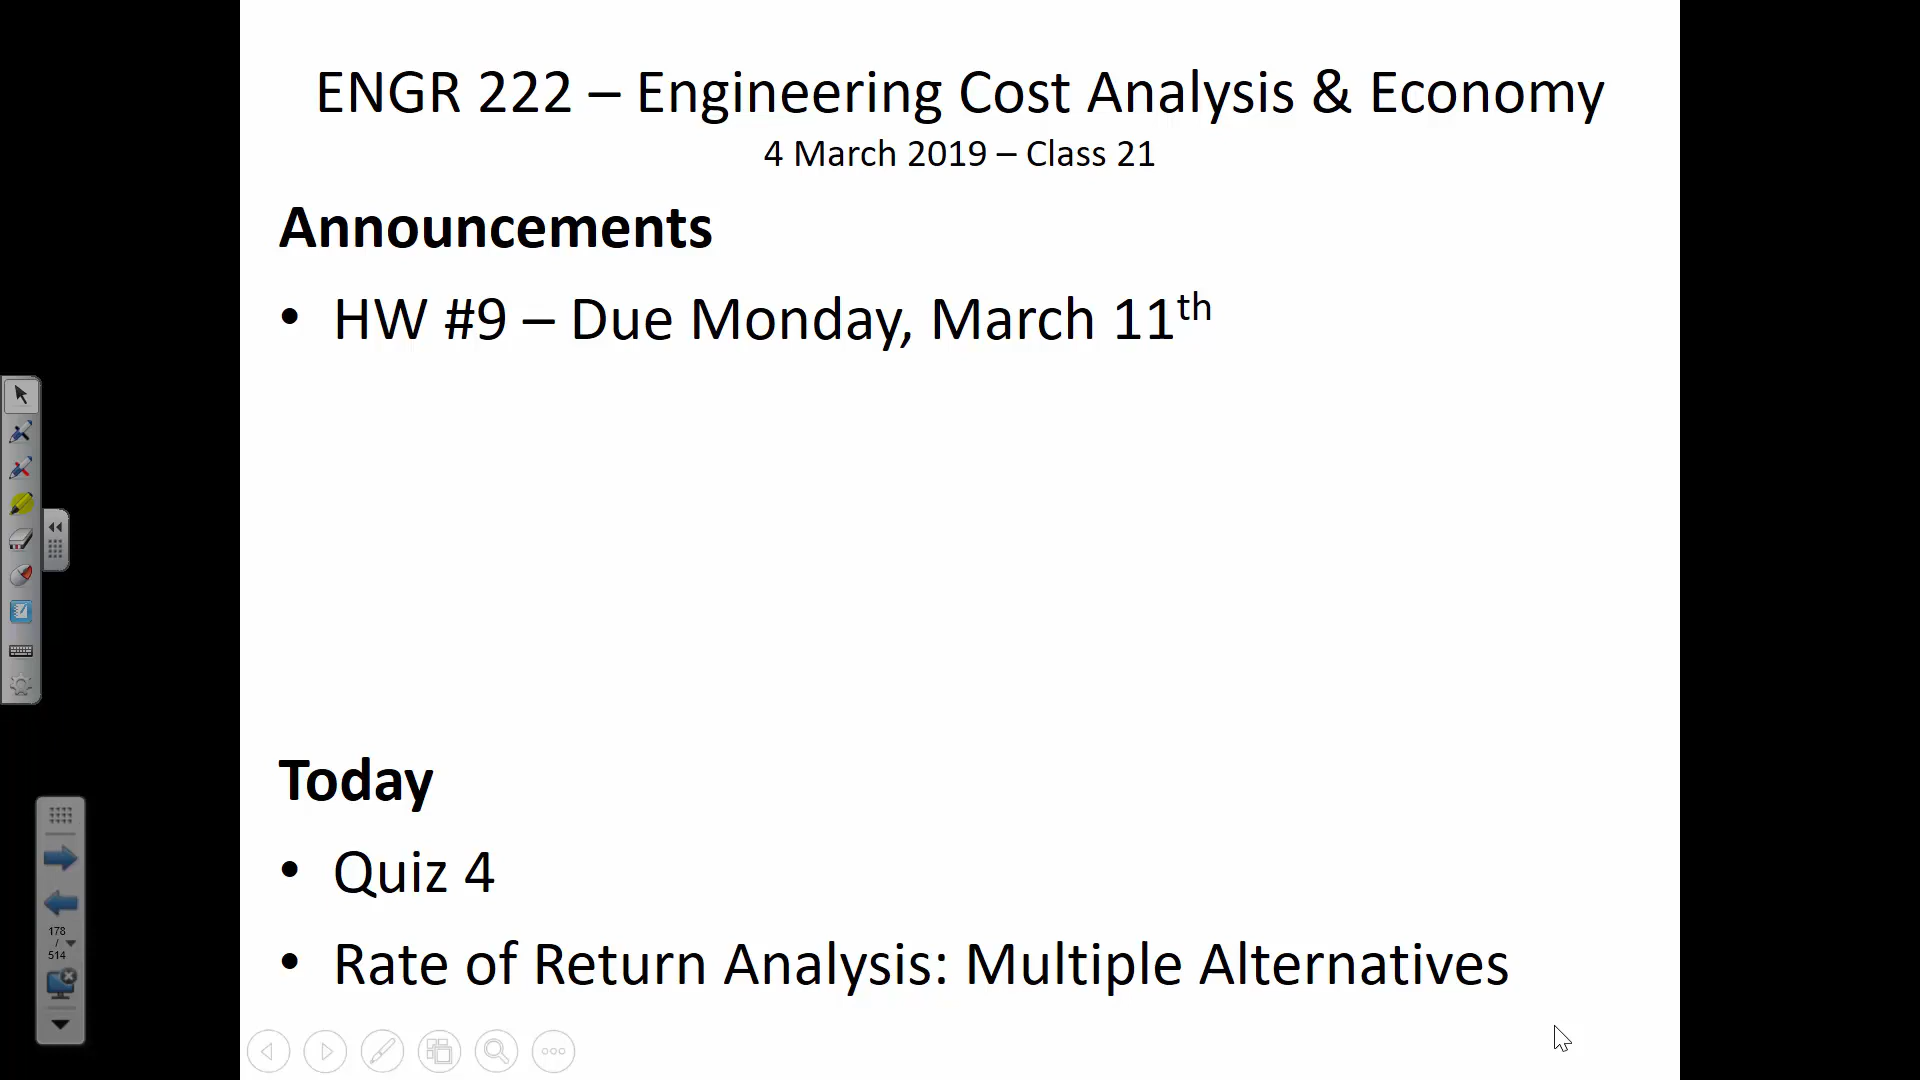 ENGR 222 – Engineering Cost Analysis & Economy
4 March 2019 – Class 21
Announcements
• HW #9 – Due Monday, March 11th
Today
• Quiz 4
• Rate of Return Analysis: Multiple Alternatives
178
/
514